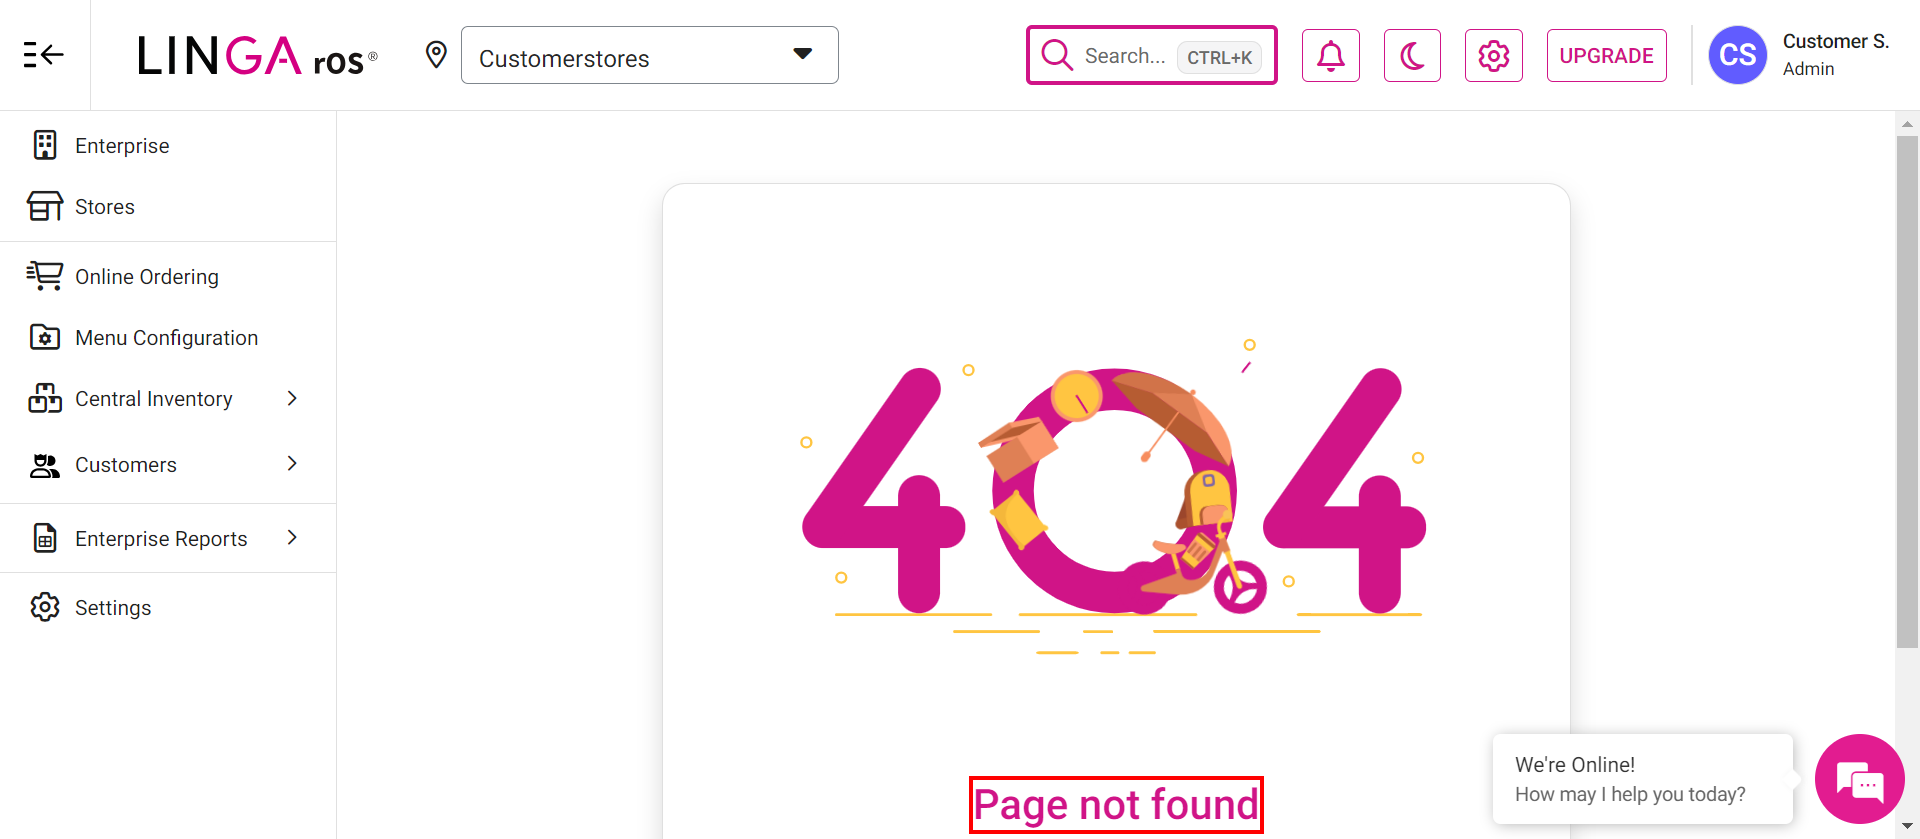 LINGA ros®
Customerstores
Search... CTRL+K
UPGRADE
CS
Customer S.
Admin
Enterprise
Stores
Online Ordering
Menu Configuration
Central Inventory
Customers
Enterprise Reports
Settings
404
Page not found
We're Online!
How may I help you today?